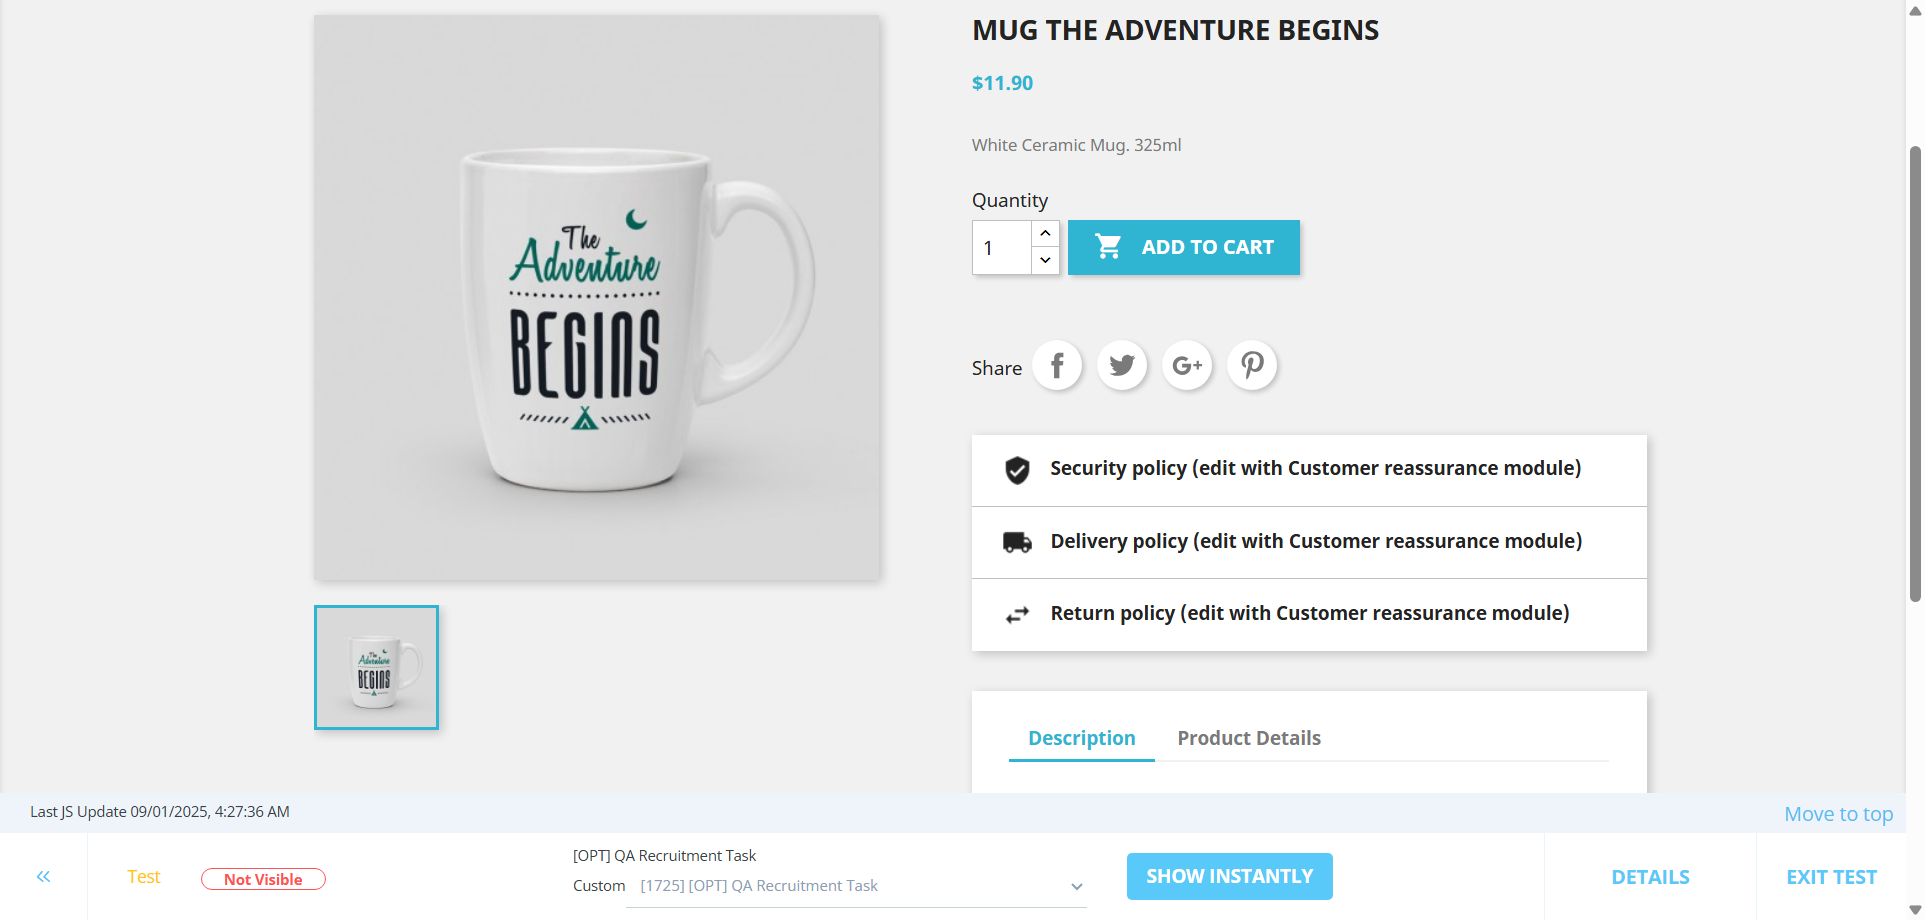 MUG THE ADVENTURE BEGINS
$11.90
White Ceramic Mug. 325ml
Quantity
1
ADD TO CART
Share
Security policy (edit with Customer reassurance module)
Delivery policy (edit with Customer reassurance module)
Return policy (edit with Customer reassurance module)
Description Product Details
The
Adventure
BEGINS
The
Adventure
BEGINS
Last JS Update 09/01/2025, 4:27:36 AM
Move to top
Test
Not Visible
[OPT] QA Recruitment Task
Custom [1725] [OPT] QA Recruitment Task
SHOW INSTANTLY
DETAILS
EXIT TEST